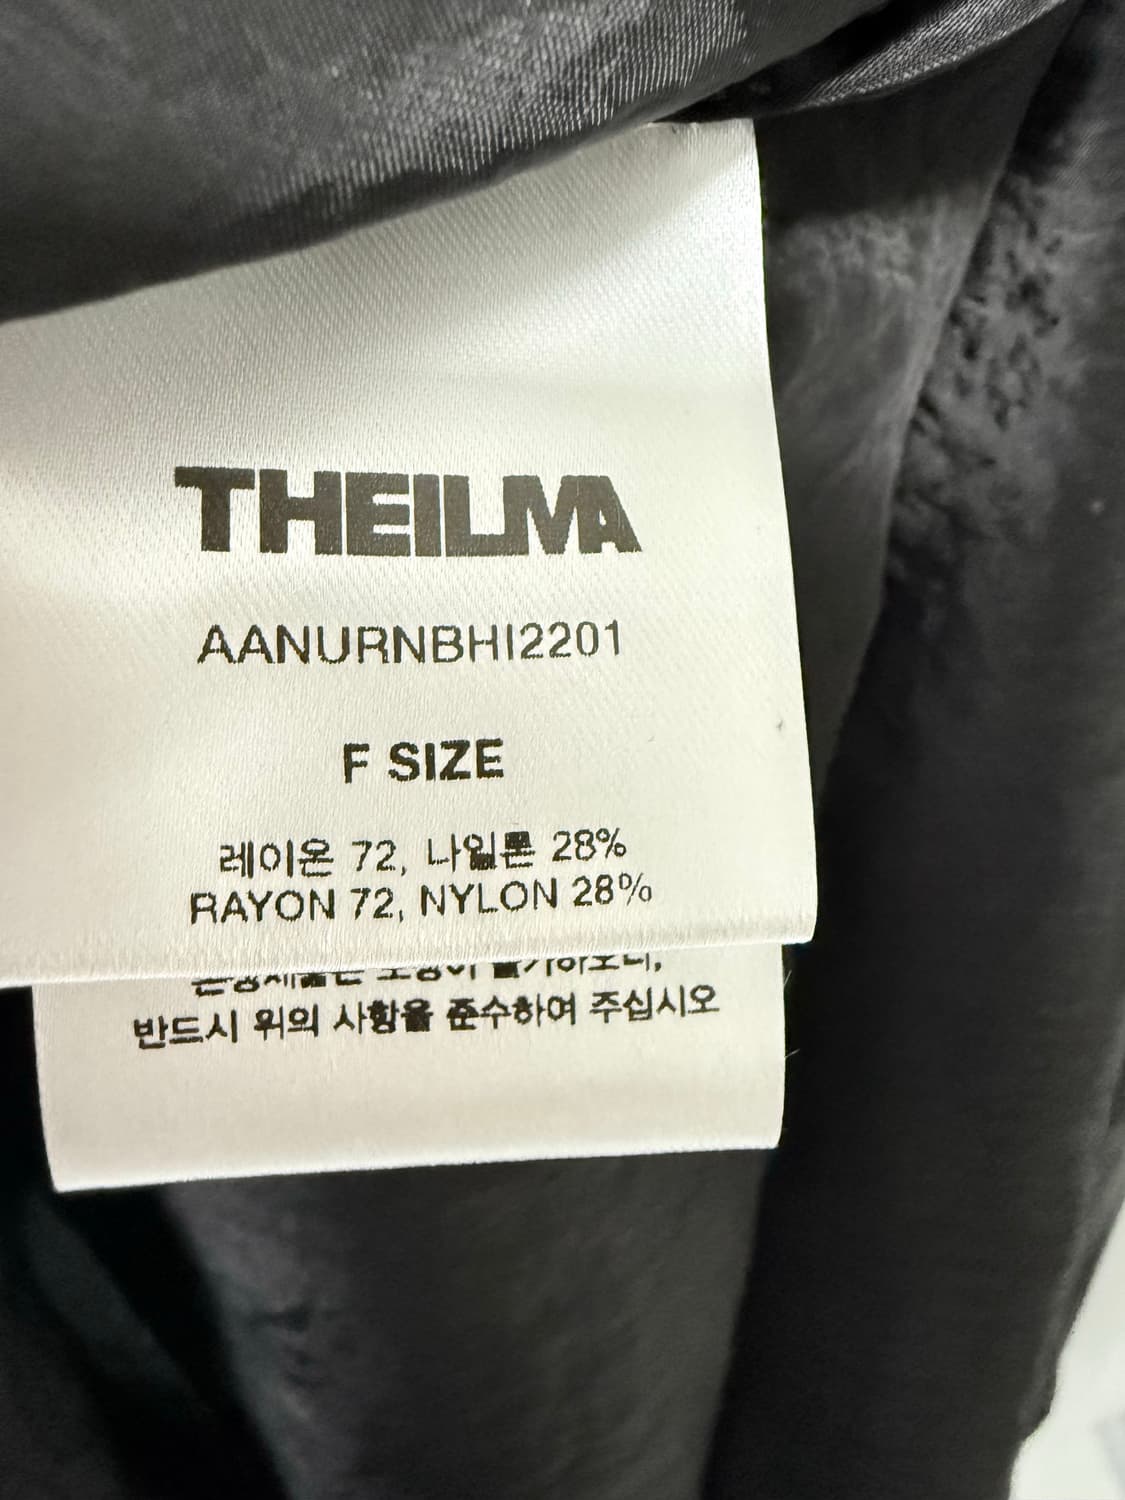 THEILMA
AANURNBHI2201
F SIZE
레이온 72, 나일론 28%
RAYON 72, NYLON 28%
반드시 위의 사항을 준수하여 주십시오